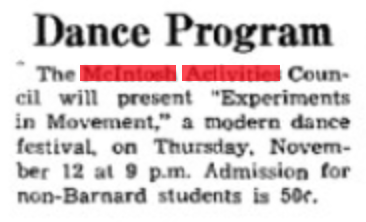 Dance Program
The McIntosh Activities Coun-
cil will present "Experiments
in Movement," a modern dance
festival, on Thursday, Novem-
ber 12 at 9 p.m. Admission for
non-Barnard students is 50¢.